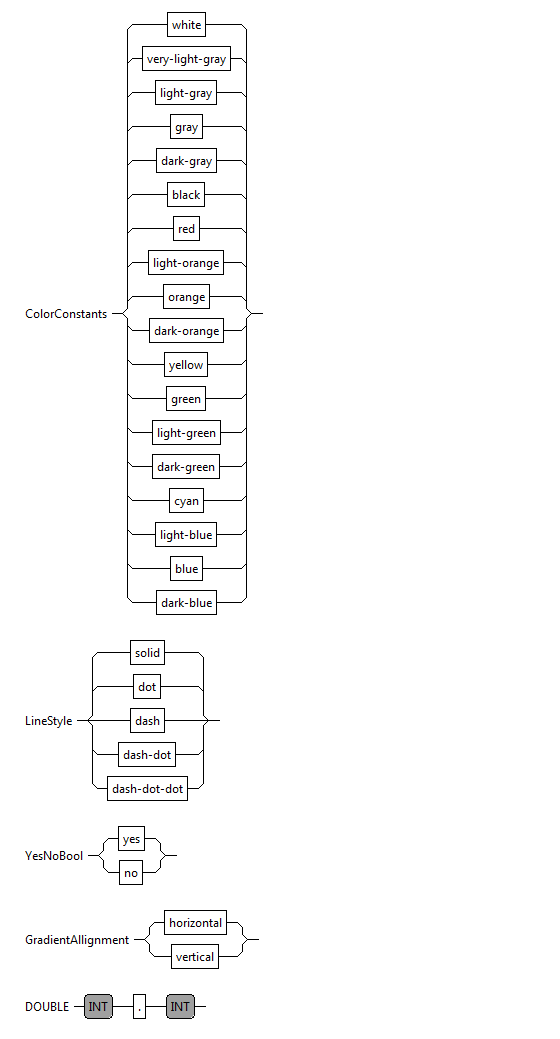 white
very-light-gray
light-gray
gray
dark-gray
black
red
light-orange
orange
ColorConstants
dark-orange
yellow
green
light-green
dark-green
cyan
light-blue
blue
dark-blue
solid
dot
LineStyle dash
dash-dot
dash-dot-dot
yes
YesNoBool
no
horizontal
GradientAllignment
vertical
DOUBLE INT . INT